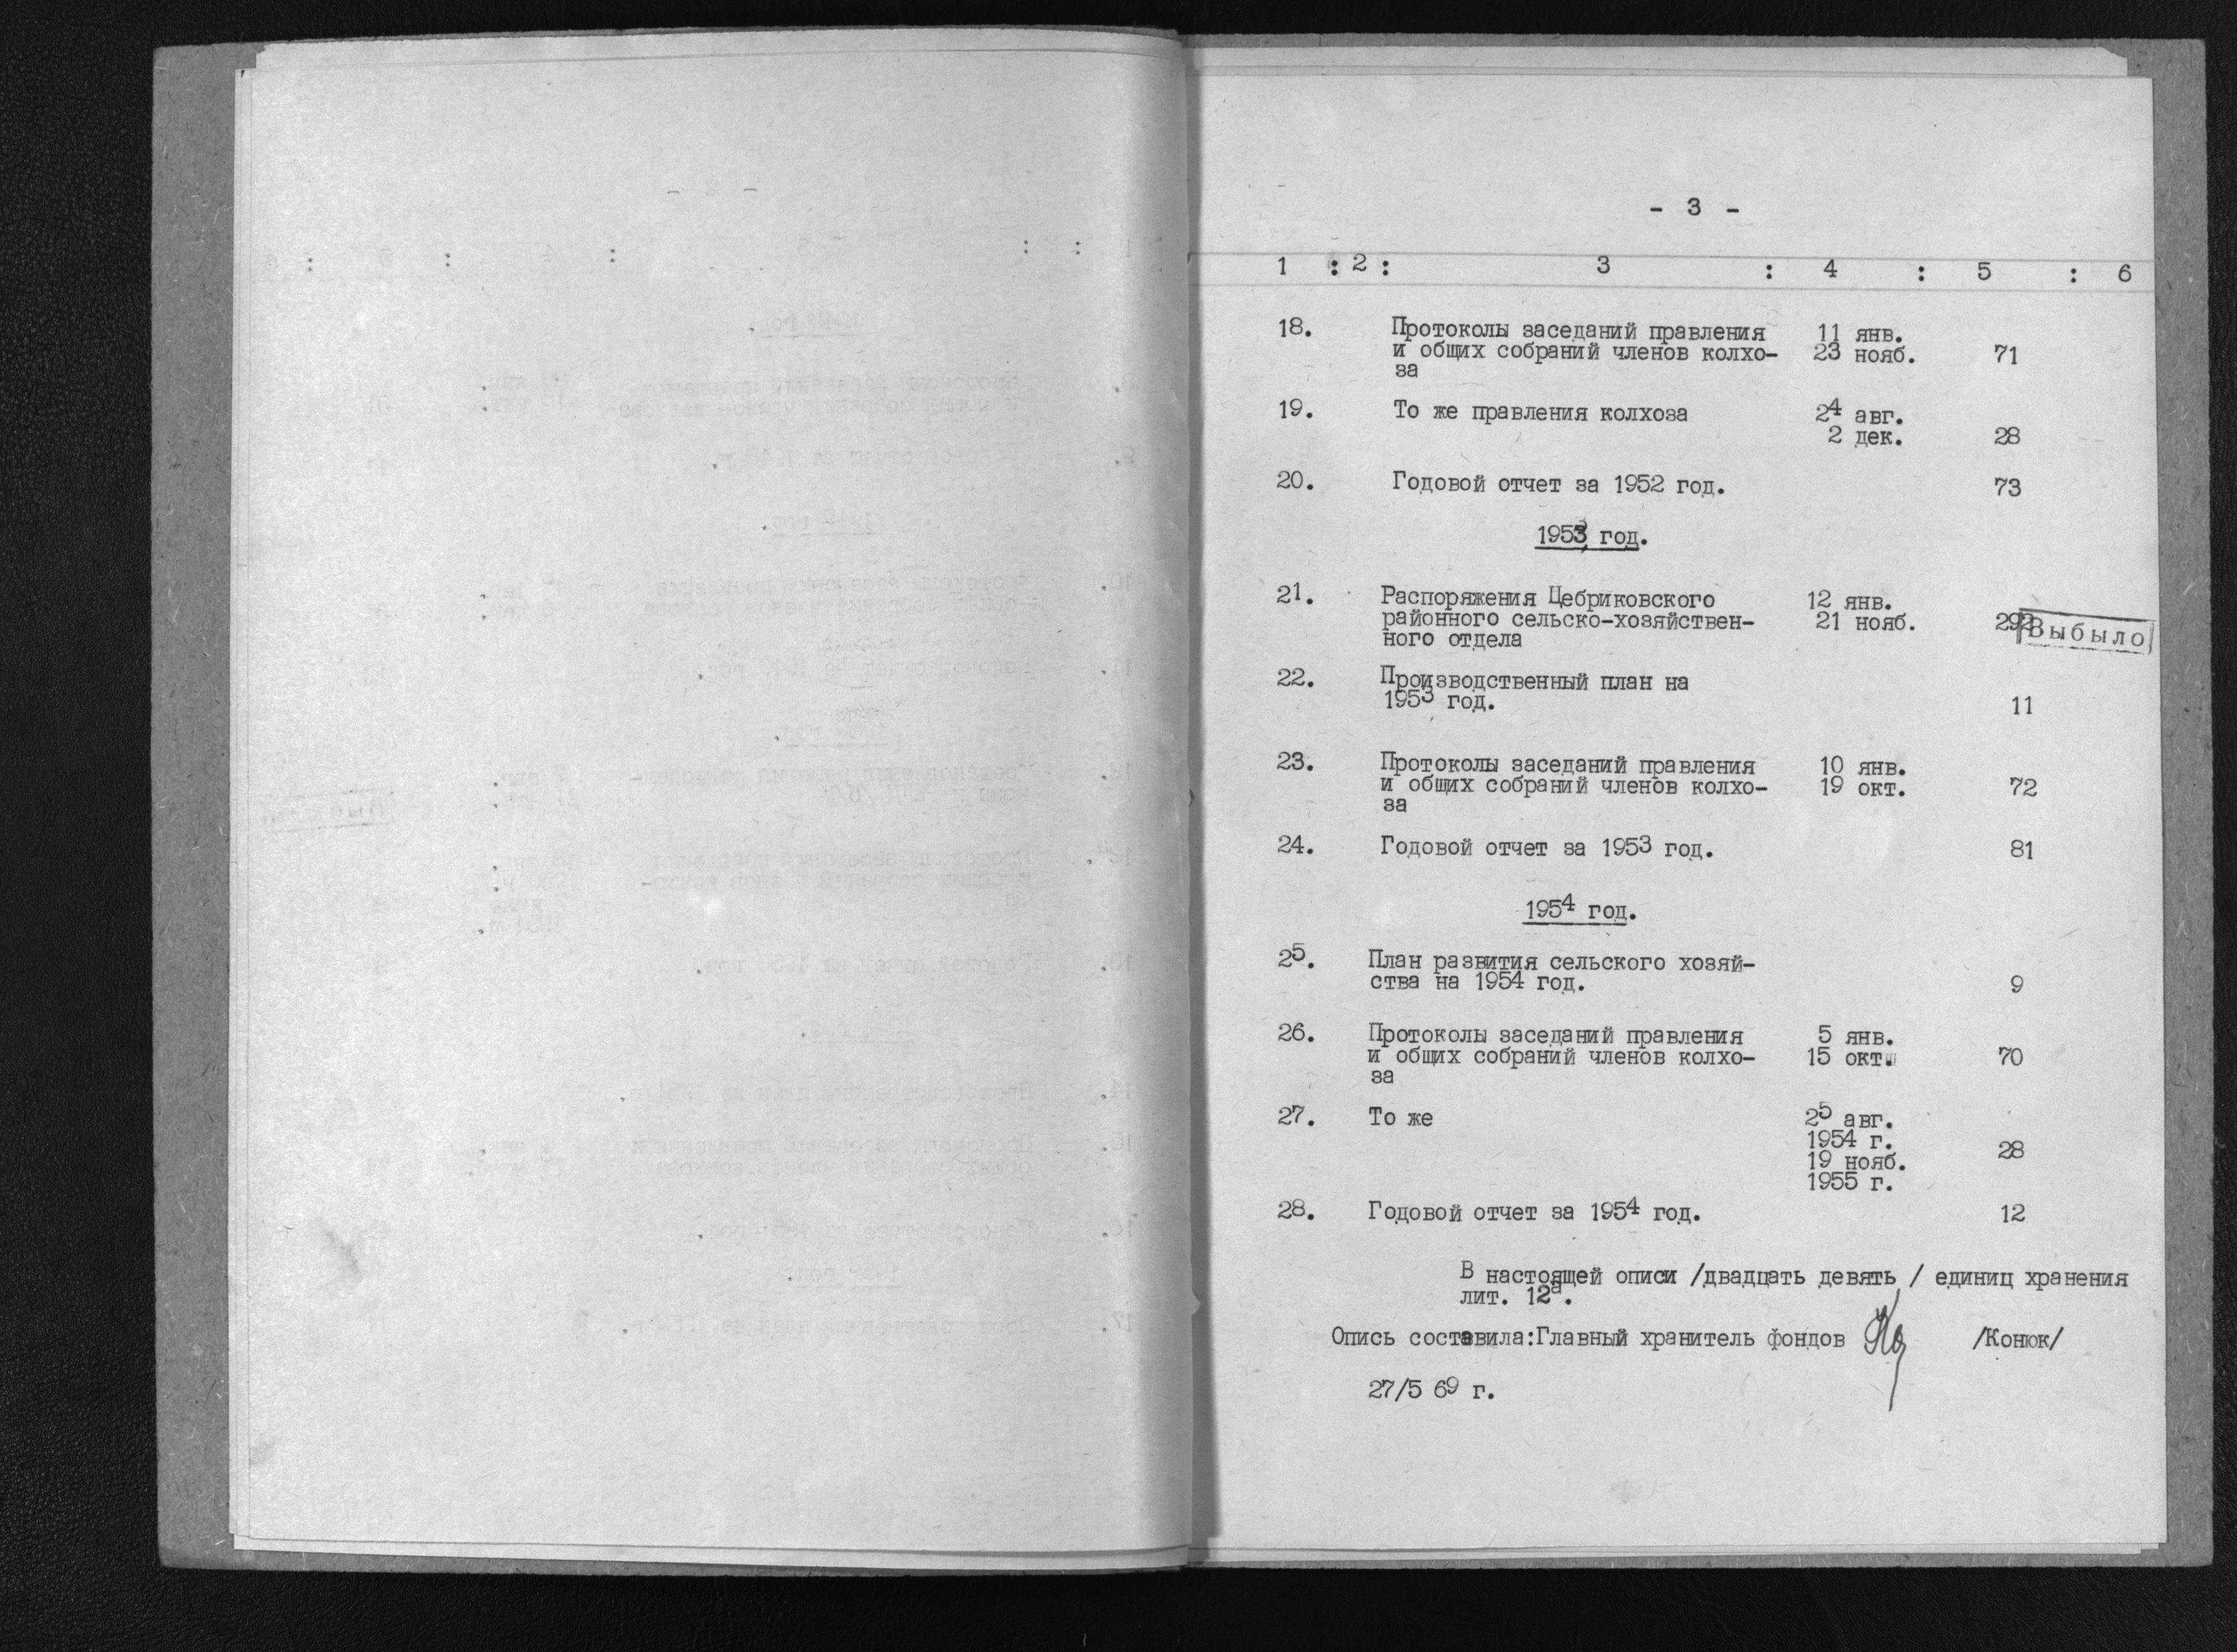 - 3 -
1 : 2 : 3 : 4 : 5 : 6
18. Протоколы заседаний правления 11 янв.
и общих собраний членов колхо- 23 нояб. 71
за
19. То же правления колхоза 24 авг.
2 дек. 28
20. Годовой отчет за 1952 год. 73
1953 год.
21. Распоряжения Цебриковского 12 янв.
районного сельско-хозяйствен- 21 нояб. 292 Выбыло
ного отдела
22. Производственный план на
1953 год. 11
23. Протоколы заседаний правления 10 янв.
и общих собраний членов колхо- 19 окт. 72
за
24. Годовой отчет за 1953 год. 81
1954 год.
25. План развития сельского хозяй-
ства на 1954 год. 9
26. Протоколы заседаний правления 5 янв.
и общих собраний членов колхо- 15 окт. 70
за
27. То же 25 авг.
1954 г.
19 нояб. 28
1955 г.
28. Годовой отчет за 1954 год. 12
В настоящей описи /двадцать девять / единиц хранения
лит. 12а.
Опись составила:Главный хранитель фондов /Конюк/
27/5 69 г.